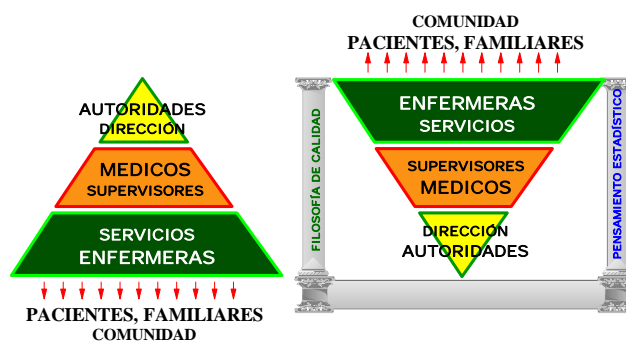 AUTORIDADES
DIRECCIÓN
MEDICOS
SUPERVISORES
SERVICIOS
ENFERMERAS
PACIENTES, FAMILIARES
COMUNIDAD
COMUNIDAD
PACIENTES, FAMILIARES
FILOSOFÍA DE CALIDAD
ENFERMERAS
SERVICIOS
SUPERVISORES
MEDICOS
DIRECCIÓN
AUTORIDADES
PENSAMIENTO ESTADÍSTICO